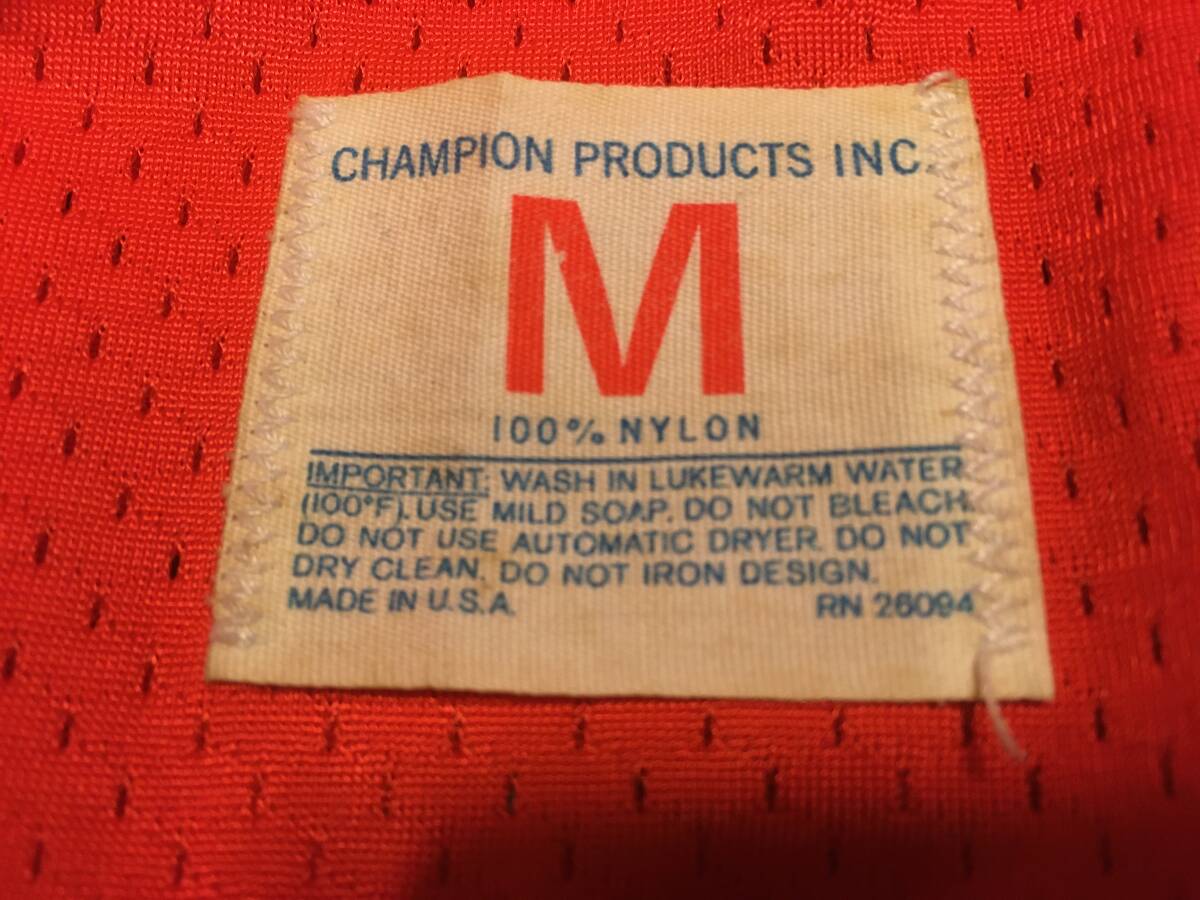 CHAMPION PRODUCTS INC.
M
100% NYLON
IMPORTANT: WASH IN LUKEWARM WATER
(100°F). USE MILD SOAP. DO NOT BLEACH.
DO NOT USE AUTOMATIC DRYER. DO NOT
DRY CLEAN. DO NOT IRON DESIGN.
MADE IN U.S.A. RN 26094